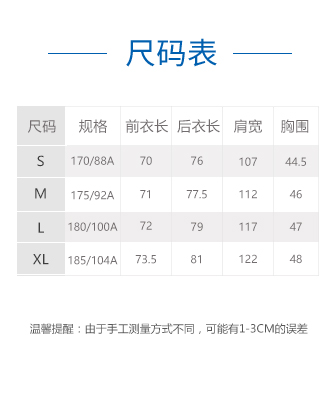 尺码表
尺码 规格 前衣长 后衣长 肩宽 胸围
S 170/88A 70 76 107 44.5
M 175/92A 71 77.5 112 46
L 180/100A 72 79 117 47
XL 185/104A 73.5 81 122 48
温馨提醒：由于手工测量方式不同，可能有1-3CM的误差